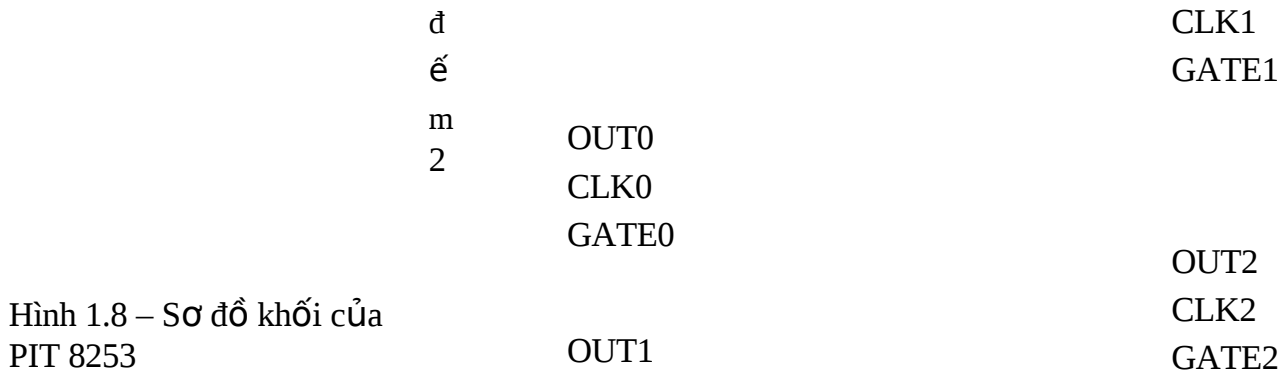 đ
ế
m
2
OUT0
CLK0
GATE0
OUT1
CLK1
GATE1
OUT2
CLK2
GATE2
Hình 1.8 – Sơ đồ khối của
PIT 8253